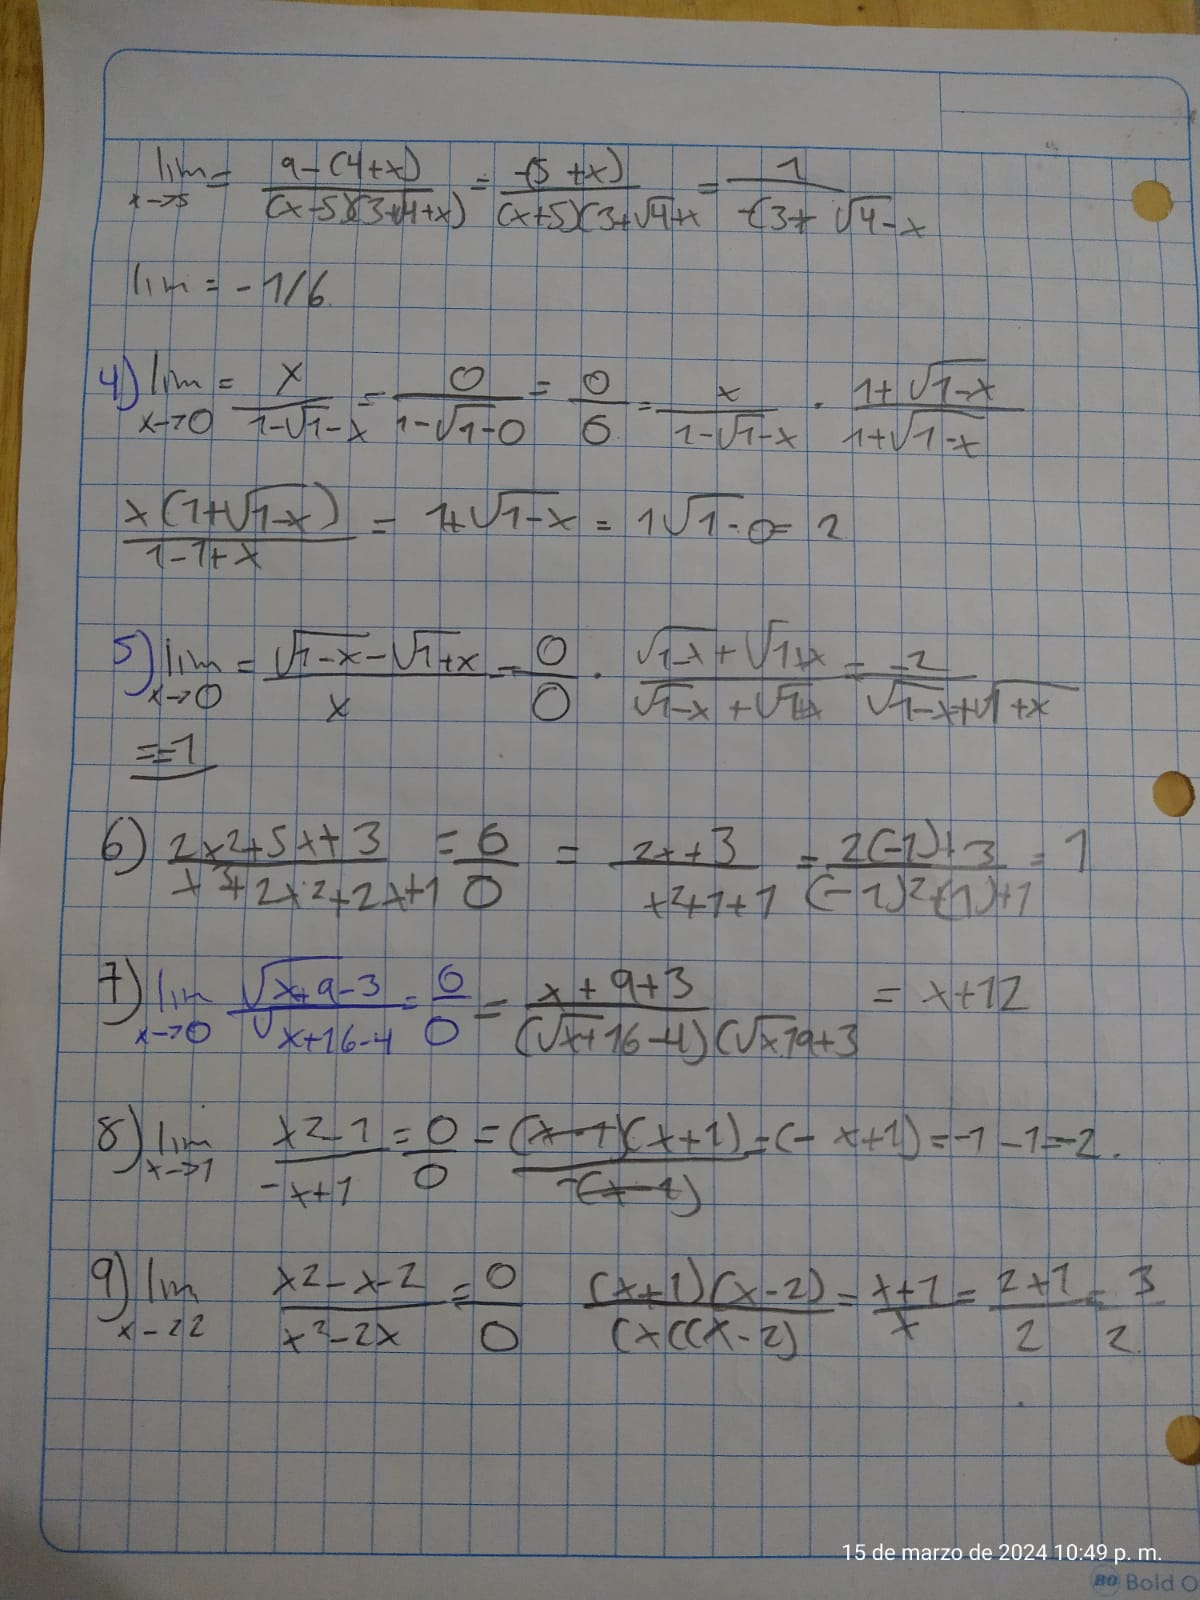 lim = 9-(4+x)/(x-5)(3+4+x) = -(5+x)/(x+5)(3+√4+x = 1/-(3+√4-x
x→5
lim = -1/6
4) lim = x/1-√1-x = 0/1-√1-0 = 0/0 = x/1-√1-x · 1+√1-x/1+√1-x
x→0
x(1+√1-x)/1-1+x = 1+√1-x = 1√1-0= 2
5) lim = √1-x-√1+x/x = 0/0 · √1-x+√1+x/√1-x+√1+x = -2/√1-x+√1+x
x→0
==1
6) 2x2+5x+3/x3+2x2+2x+1 = 0/0 = 2x+3/x2+1+1 = 2(-1)+3/(-1)2+(1)+1 = 1
7) lim √x+9-3/√x+16-4 = 0/0 = x+9+3/(√x+16-4)(√x+9+3 = x+12
x→0
8) lim x2-1/-x+1 = 0/0 = (x-1)(x+1)/-(x-1) = (-x+1) = -1-1=-2.
x→1
9) lim x2-x-2/x2-2x = 0/0 (x+1)(x-2)/(x((x-2) = x+1/x = 2+1/2 = 3/2
x-22
15 de marzo de 2024 10:49 p. m.
BO Bold O